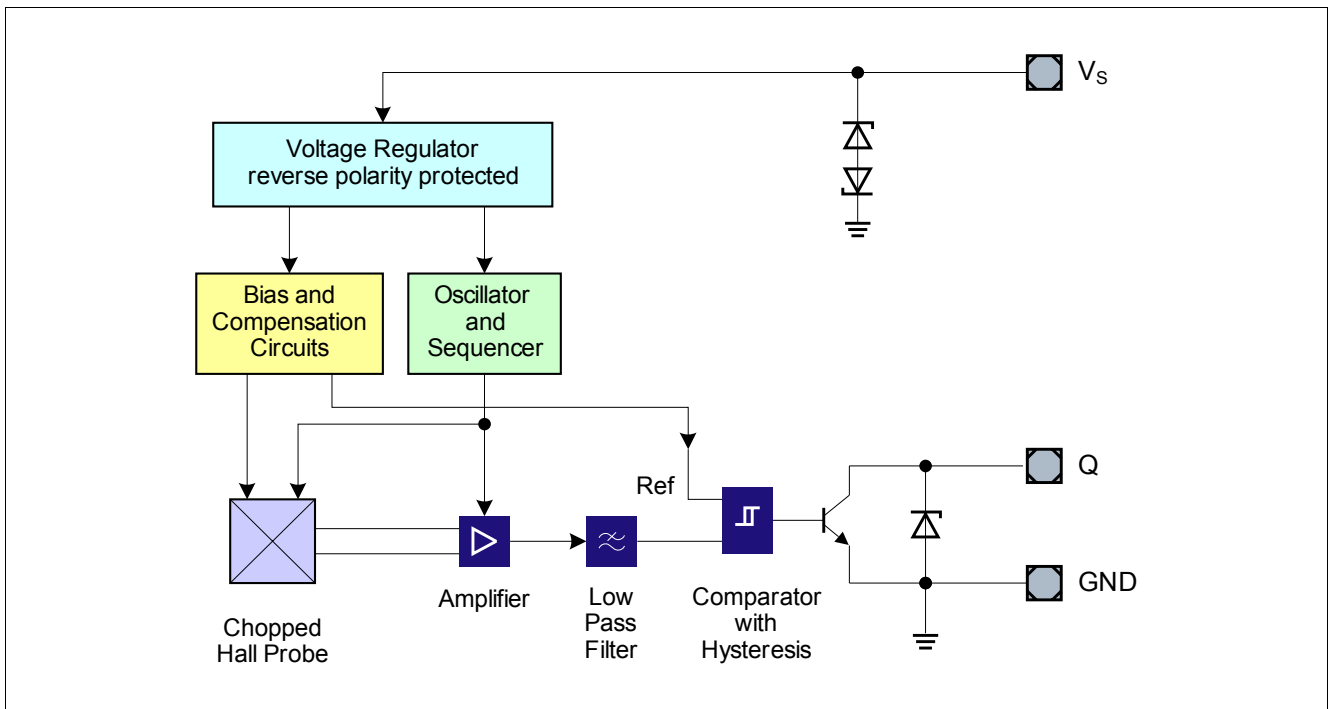 V_S
Voltage Regulator
reverse polarity protected
Bias and
Compensation
Circuits
Oscillator
and
Sequencer
Ref
Q
GND
Amplifier
Low
Pass
Filter
Comparator
with
Hysteresis
Chopped
Hall Probe